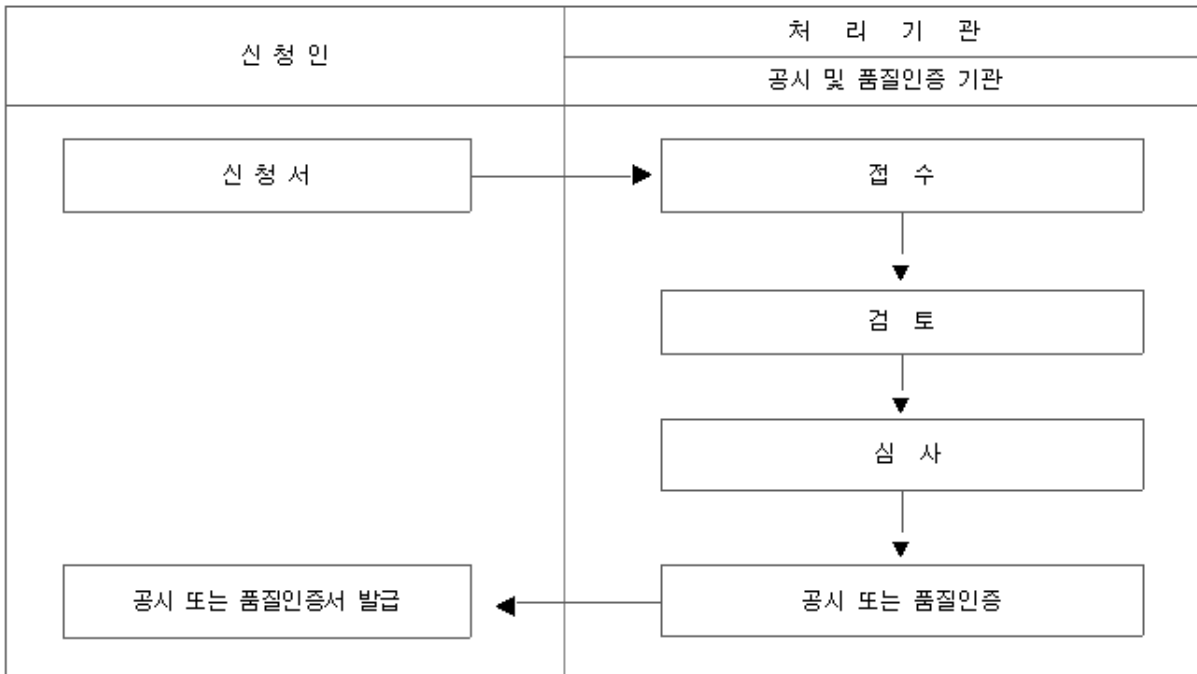 신 청 인
처 리 기 관
공시 및 품질인증 기관
신 청 서
접 수
검 토
심 사
공시 또는 품질인증서 발급
공시 또는 품질인증